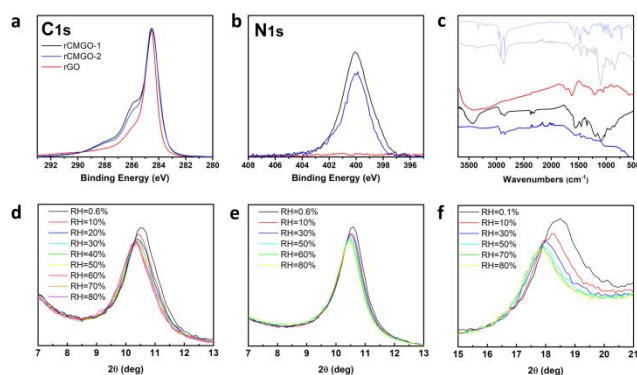 a
C1s
rCMGO-1
rCMGO-2
rGO
292 290 288 286 284 282 280
Binding Energy (eV)
b
N1s
408 406 404 402 400 398 396
Binding Energy (eV)
c
3500 3000 2500 2000 1500 1000 500
Wavenumbers (cm⁻¹)
d
RH=0.6%
RH=10%
RH=20%
RH=30%
RH=40%
RH=50%
RH=60%
RH=70%
RH=80%
7 8 9 10 11 12 13
2θ (deg)
e
RH=0.6%
RH=10%
RH=30%
RH=50%
RH=60%
RH=80%
7 8 9 10 11 12 13
2θ (deg)
f
RH=0.1%
RH=10%
RH=30%
RH=50%
RH=70%
RH=80%
15 16 17 18 19 20 21
2θ (deg)